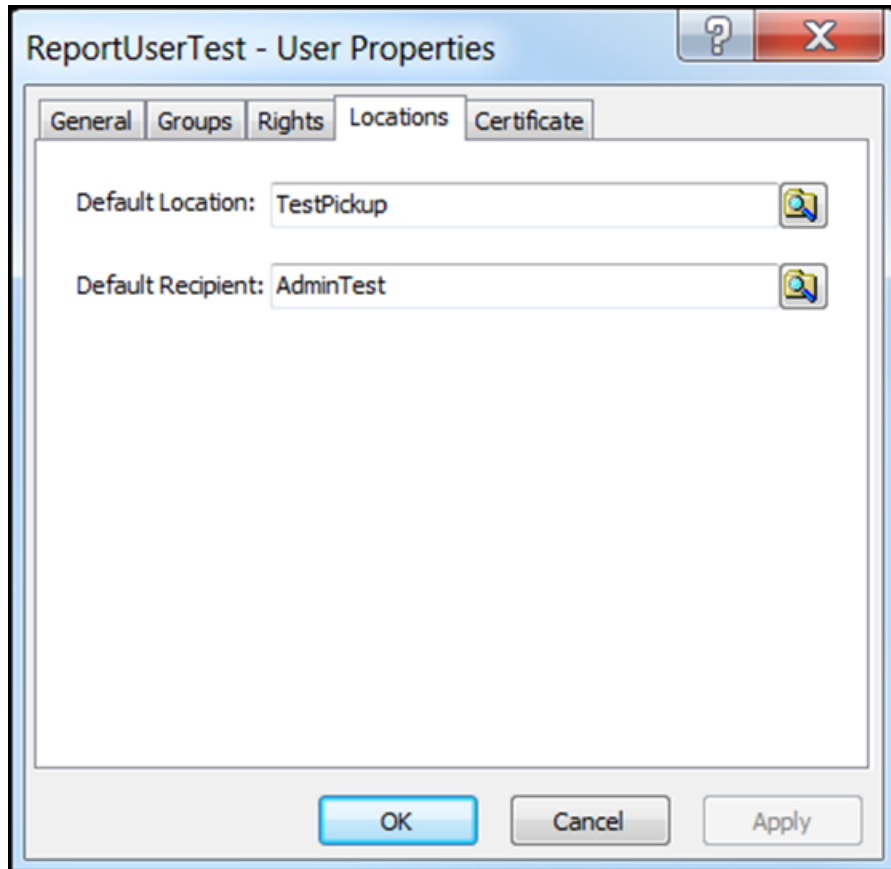 ReportUserTest - User Properties
General Groups Rights Locations Certificate
Default Location: TestPickup
Default Recipient: AdminTest
OK Cancel Apply